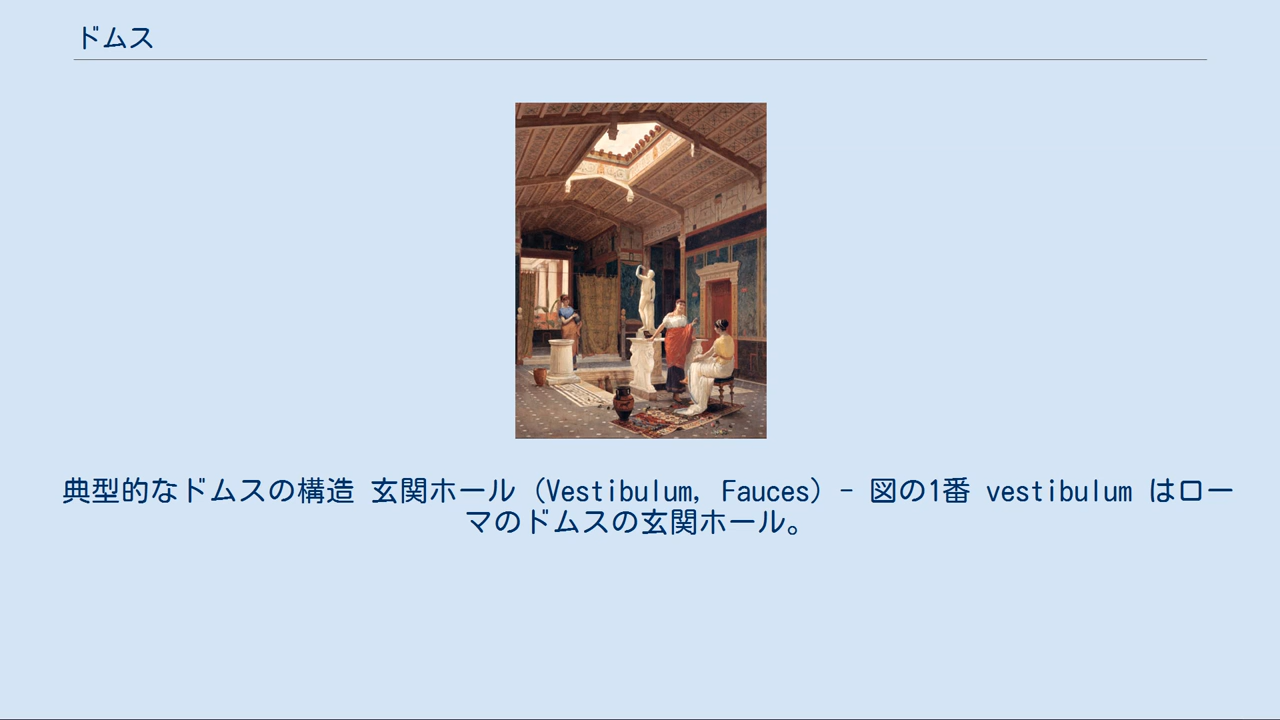 ドムス
典型的なドムスの構造 玄関ホール (Vestibulum, Fauces) - 図の1番 vestibulum はロー
マのドムスの玄関ホール。